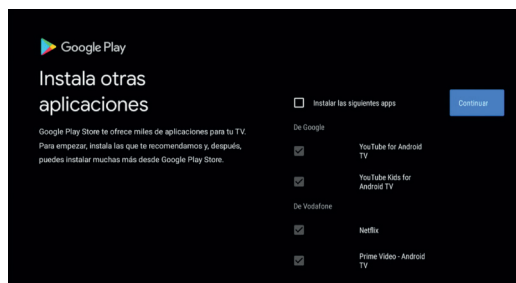 Google Play
Instala otras
aplicaciones
Google Play Store te ofrece miles de aplicaciones para tu TV.
Para empezar, instala las que te recomendamos y, después,
puedes instalar muchas más desde Google Play Store.
Instalar las siguientes apps
Continuar
De Google
YouTube for Android
TV
YouTube Kids for
Android TV
De Vodafone
Netflix
Prime Video - Android
TV